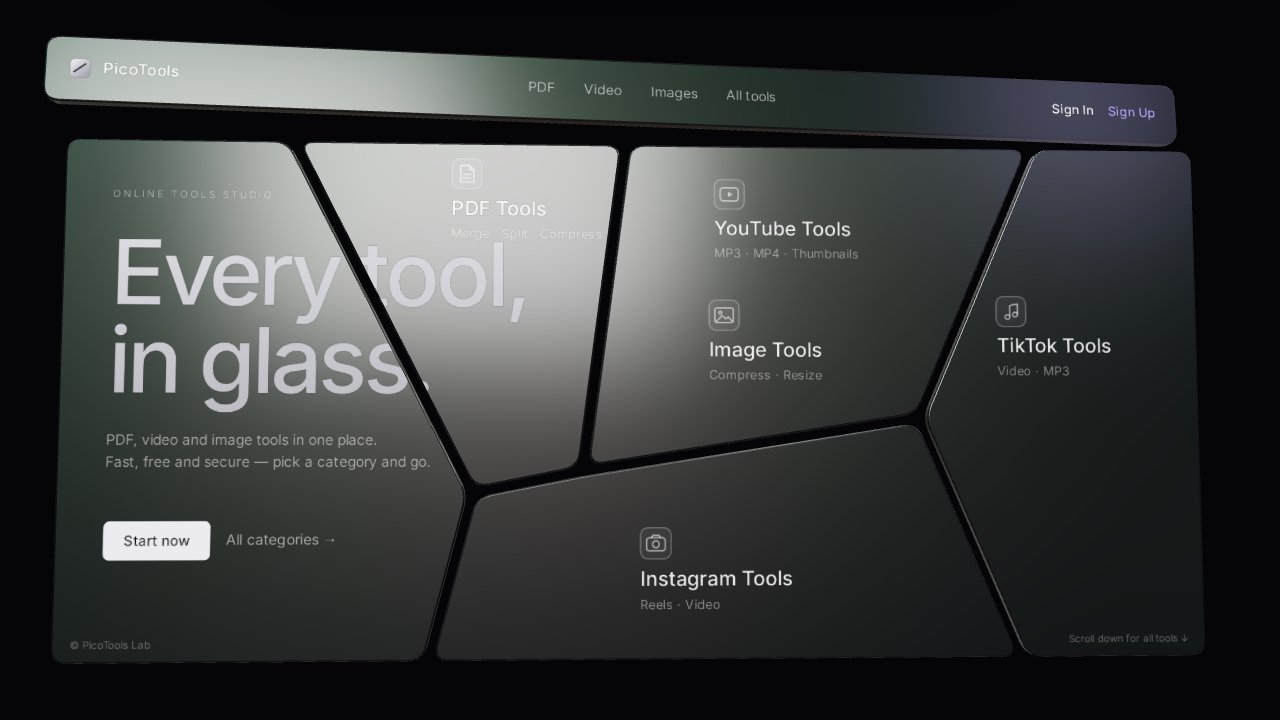 PicoTools
PDF Video Images All tools
Sign In Sign Up
ONLINE TOOLS STUDIO
Every tool,
in glass.
PDF, video and image tools in one place.
Fast, free and secure — pick a category and go.
Start now All categories →
© PicoTools Lab
PDF Tools
Merge · Split · Compress
YouTube Tools
MP3 · MP4 · Thumbnails
Image Tools
Compress · Resize
TikTok Tools
Video · MP3
Instagram Tools
Reels · Video
Scroll down for all tools ↓